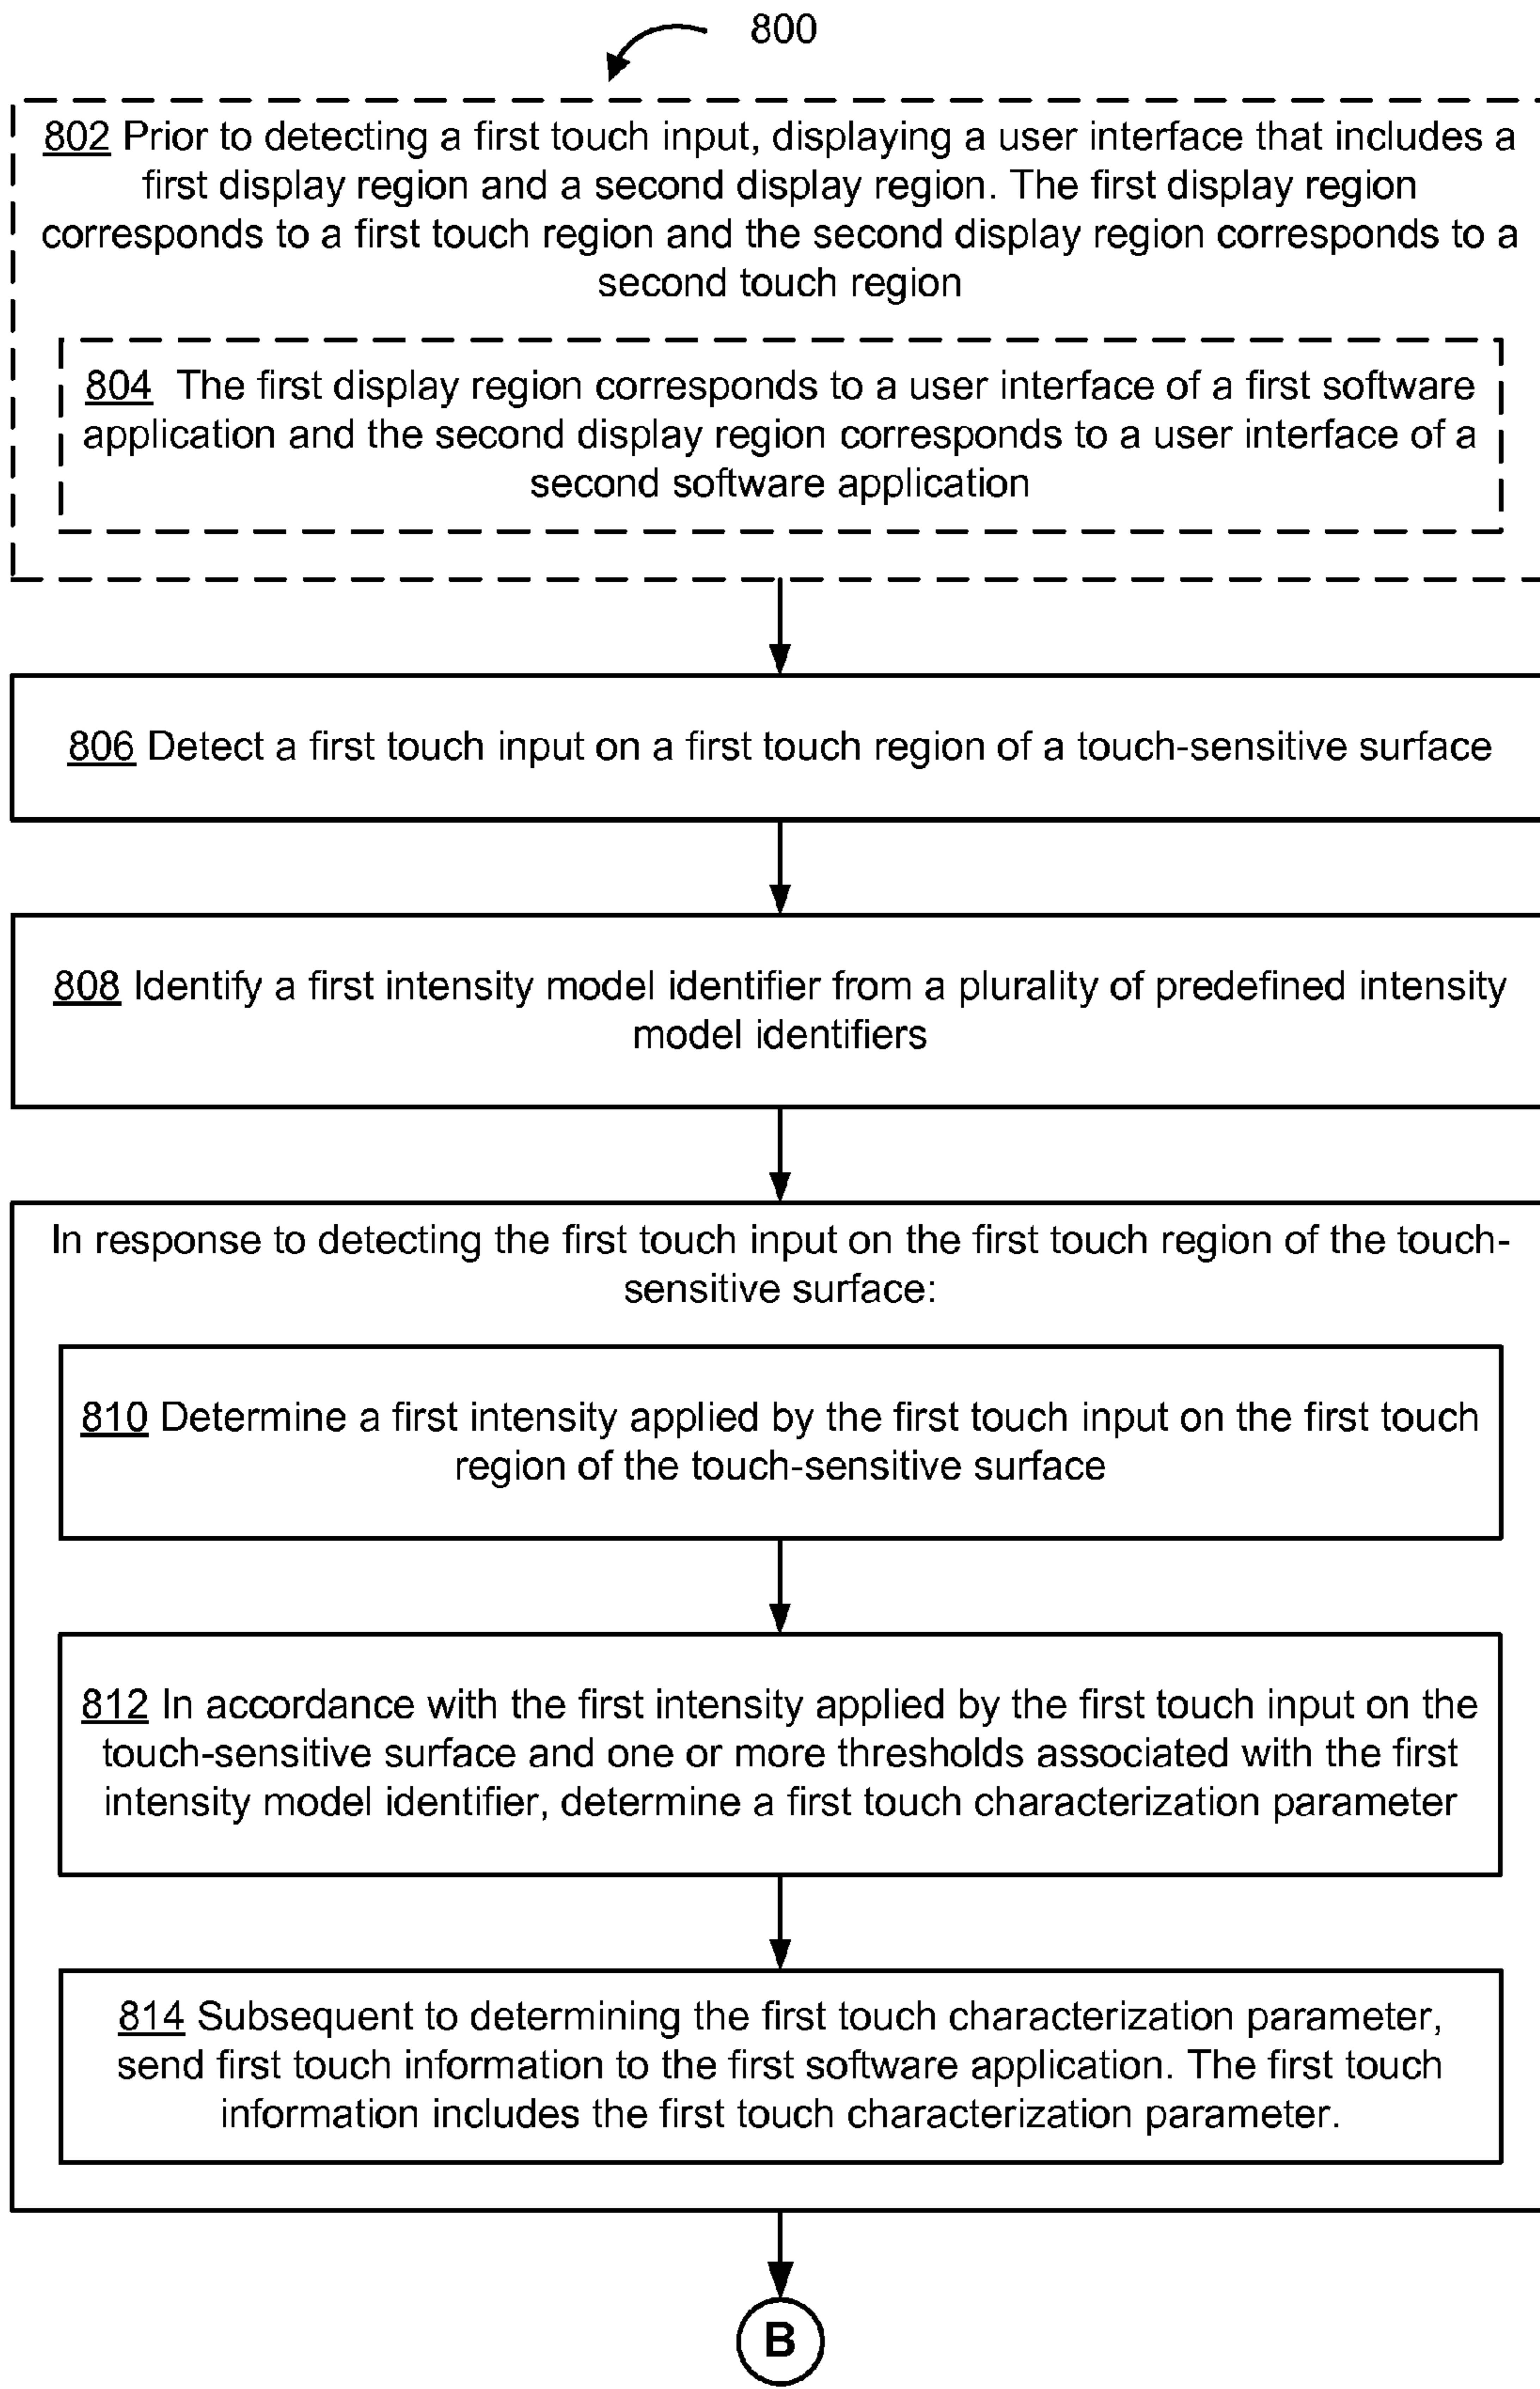 800
802 Prior to detecting a first touch input, displaying a user interface that includes a
first display region and a second display region. The first display region
corresponds to a first touch region and the second display region corresponds to a
second touch region
804 The first display region corresponds to a user interface of a first software
application and the second display region corresponds to a user interface of a
second software application
806 Detect a first touch input on a first touch region of a touch-sensitive surface
808 Identify a first intensity model identifier from a plurality of predefined intensity
model identifiers
In response to detecting the first touch input on the first touch region of the touch-
sensitive surface:
810 Determine a first intensity applied by the first touch input on the first touch
region of the touch-sensitive surface
812 In accordance with the first intensity applied by the first touch input on the
touch-sensitive surface and one or more thresholds associated with the first
intensity model identifier, determine a first touch characterization parameter
814 Subsequent to determining the first touch characterization parameter,
send first touch information to the first software application. The first touch
information includes the first touch characterization parameter.
B